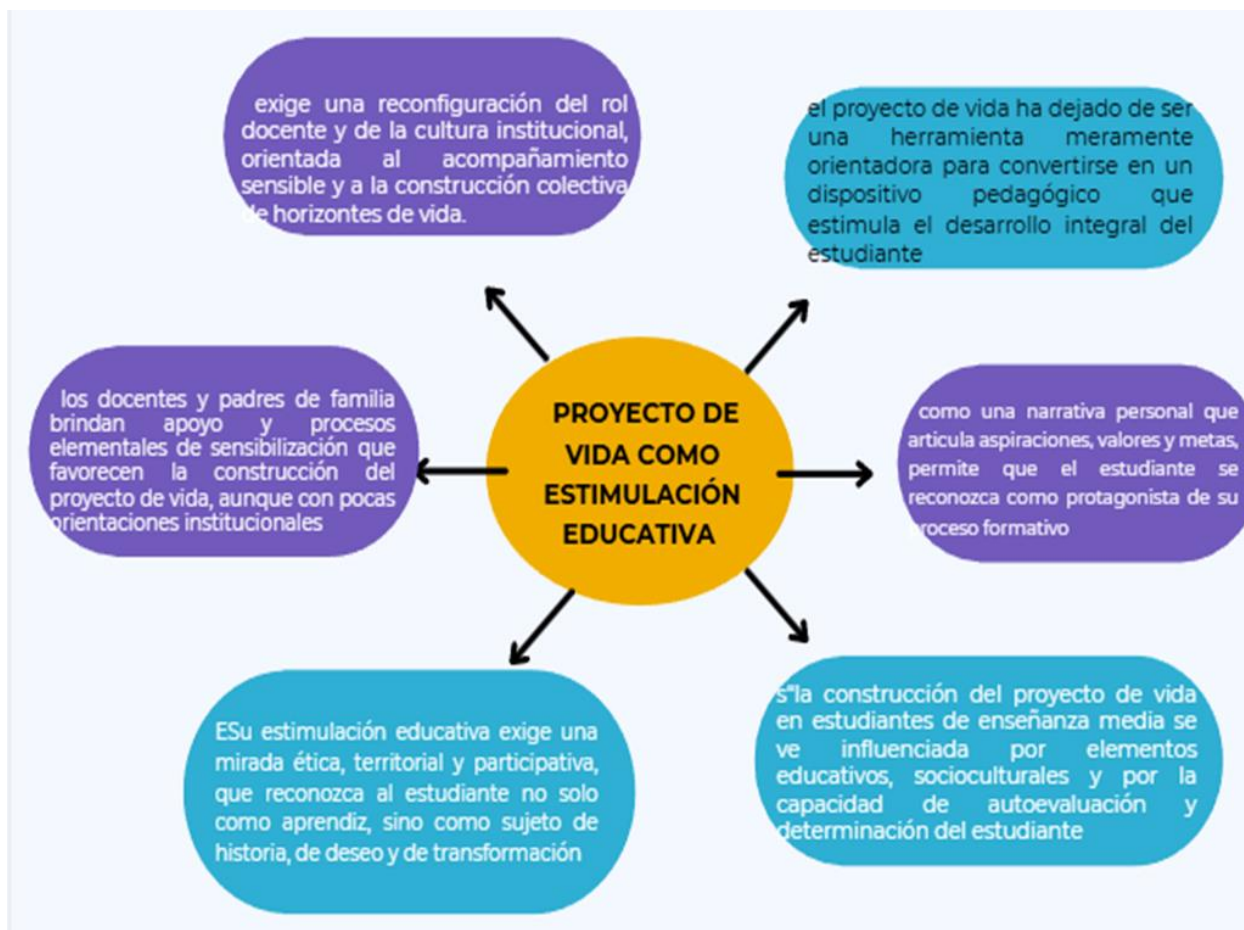 exige una reconfiguración del rol
docente y de la cultura institucional,
orientada al acompañamiento
sensible y a la construcción colectiva
de horizontes de vida.
el proyecto de vida ha dejado de ser
una herramienta meramente
orientadora para convertirse en un
dispositivo pedagógico que
estimula el desarrollo integral del
estudiante
los docentes y padres de familia
brindan apoyo y procesos
elementales de sensibilización que
favorecen la construcción del
proyecto de vida, aunque con pocas
orientaciones institucionales
PROYECTO DE
VIDA COMO
ESTIMULACIÓN
EDUCATIVA
como una narrativa personal que
articula aspiraciones, valores y metas,
permite que el estudiante se
reconozca como protagonista de su
proceso formativo
ESu estimulación educativa exige una
mirada ética, territorial y participativa,
que reconozca al estudiante no solo
como aprendiz, sino como sujeto de
historia, de deseo y de transformación
s"la construcción del proyecto de vida
en estudiantes de enseñanza media se
ve influenciada por elementos
educativos, socioculturales y por la
capacidad de autoevaluación y
determinación del estudiante